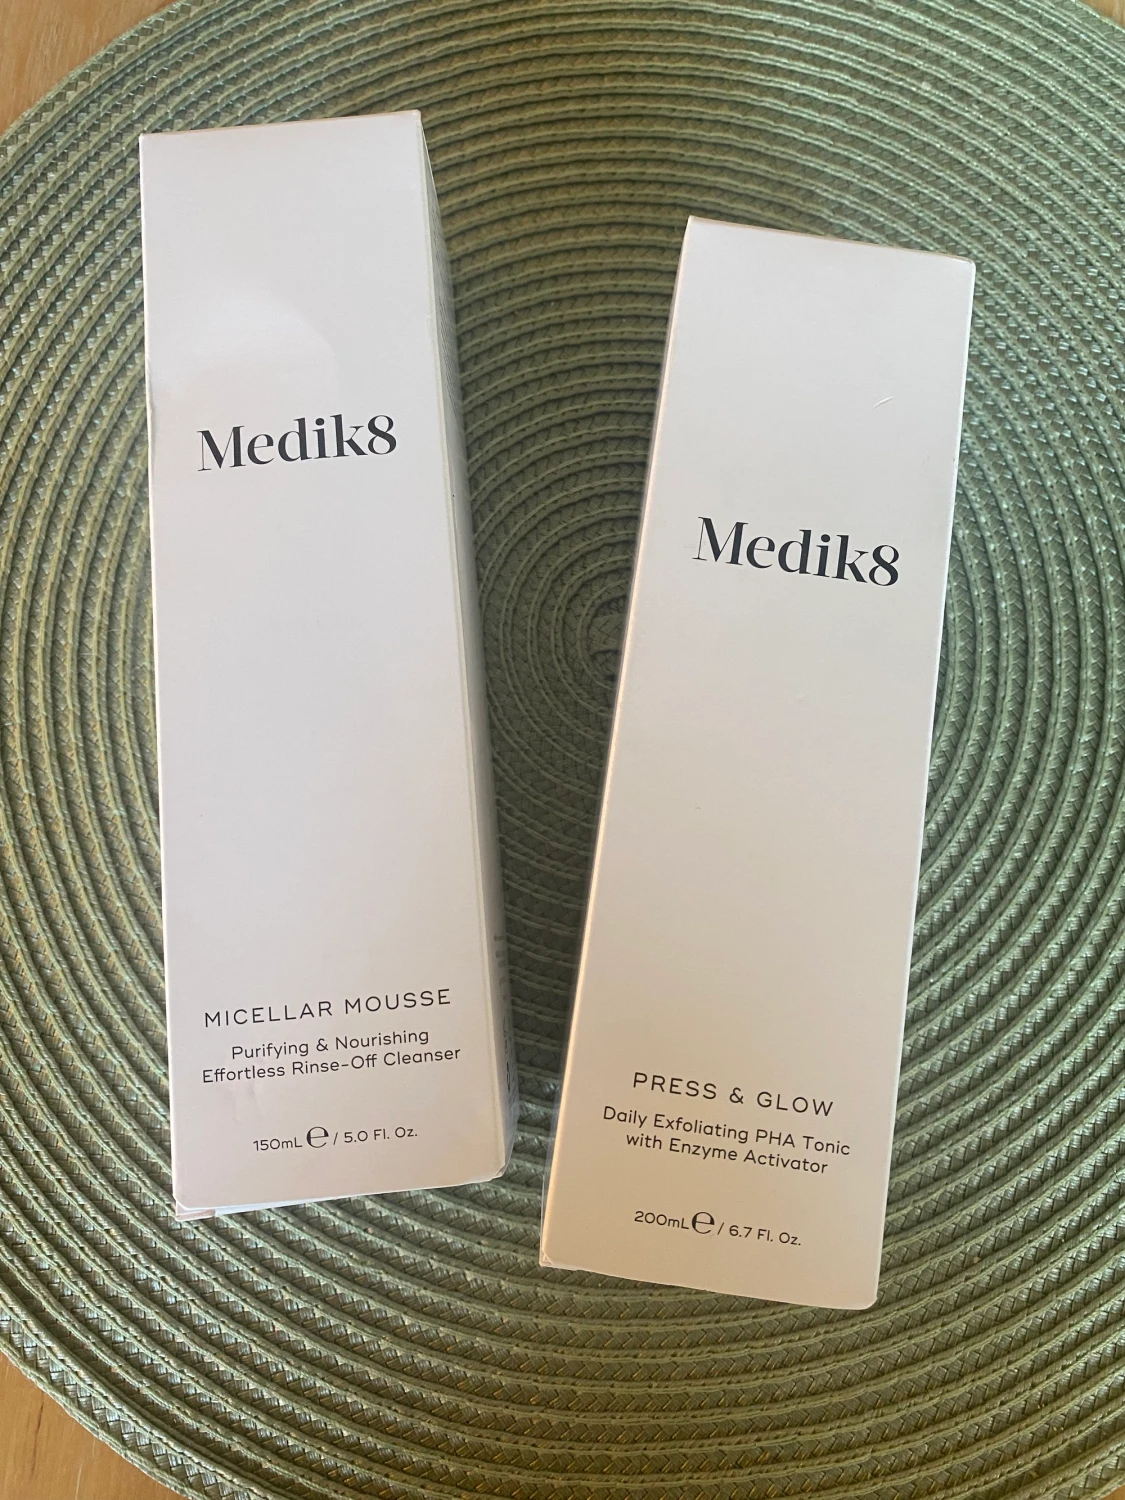 Medik8
MICELLAR MOUSSE
Purifying & Nourishing
Effortless Rinse-Off Cleanser
150mL ℮ / 5.0 Fl. Oz.
Medik8
PRESS & GLOW
Daily Exfoliating PHA Tonic
with Enzyme Activator
200mL ℮ / 6.7 Fl. Oz.